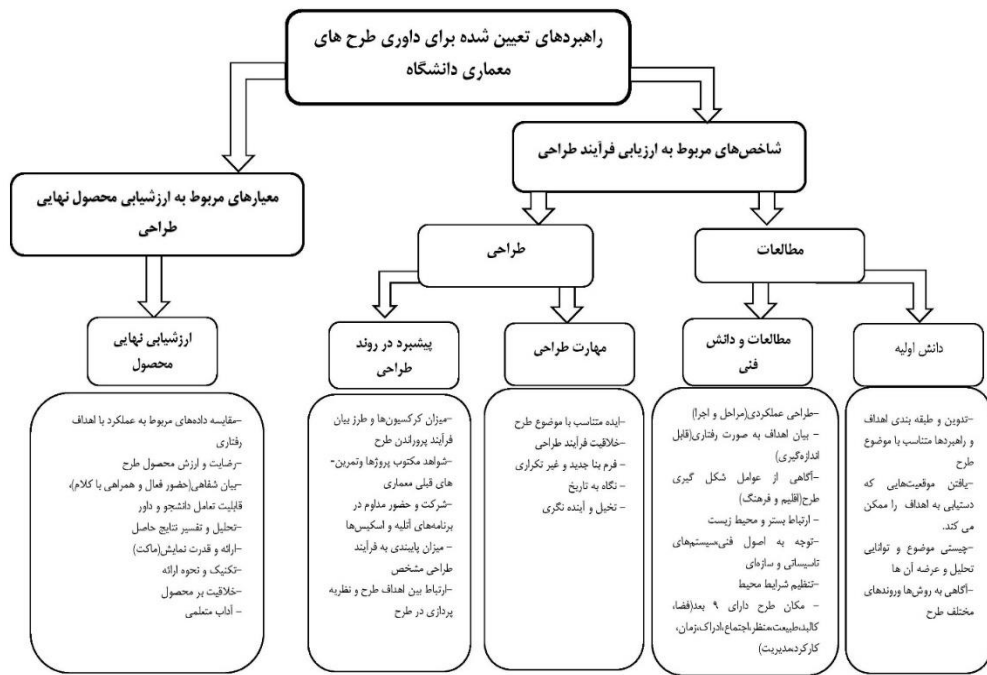 راهبردهای تعیین شده برای داوری طرح های
معماری دانشگاه
شاخص‌های مربوط به ارزیابی فرآیند طراحی
معیارهای مربوط به ارزشیابی محصول نهایی
طراحی
مطالعات
طراحی
دانش اولیه
مطالعات و دانش
فنی
مهارت طراحی
پیشبرد در روند
طراحی
ارزشیابی نهایی
محصول
-تدوین و طبقه بندی اهداف
و راهبردها متناسب با موضوع
طرح
-یافتن موقعیت‌هایی که
دستیابی به اهداف را ممکن
می کند.
-چیستی موضوع و توانایی
تحلیل و عرضه آن ها
-آگاهی به روش‌ها وروندهای
مختلف طرح
-طراحی عملکردی(مراحل و اجرا)
- بیان اهداف به صورت رفتاری(قابل
اندازه‌گیری)
-آگاهی از عوامل شکل گیری
طرح(اقلیم و فرهنگ)
- ارتباط بستر و محیط زیست
-توجه به اصول فنی،سیستم‌های
تاسیساتی و سازه‌ای
-تنظیم شرایط محیط
- مکان طرح دارای ۹ بعد(فضا،
کالبد،طبیعت،منظر،اجتماع،ادراک،زمان،
کارکرد،مدیریت)
-ایده متناسب با موضوع طرح
-خلاقیت فرآیند طراحی
- فرم بنا جدید و غیر تکراری
- نگاه به تاریخ
- تخیل و آینده نگری
-میزان کرکسیون‌ها و طرز بیان
فرآیند پروراندن طرح
-شواهد مکتوب پروژها وتمرین-
های قبلی معماری
-شرکت و حضور مداوم در
برنامه‌های آتلیه و اسکیس‌ها
- میزان پایبندی به فرآیند
طراحی مشخص
-ارتباط بین اهداف طرح و نظریه
پردازی در طرح
-مقایسه داده‌های مربوط به عملکرد با اهداف
رفتاری
-رضایت و ارزش محصول طرح
-بیان شفاهی(حضور فعال و همراهی با کلام)،
قابلیت تعامل دانشجو و داور
-تحلیل و تفسیر نتایج حاصل
-ارائه و قدرت نمایش(ماکت)
-تکنیک و نحوه ارائه
-خلاقیت بر محصول
- آداب متعلمی